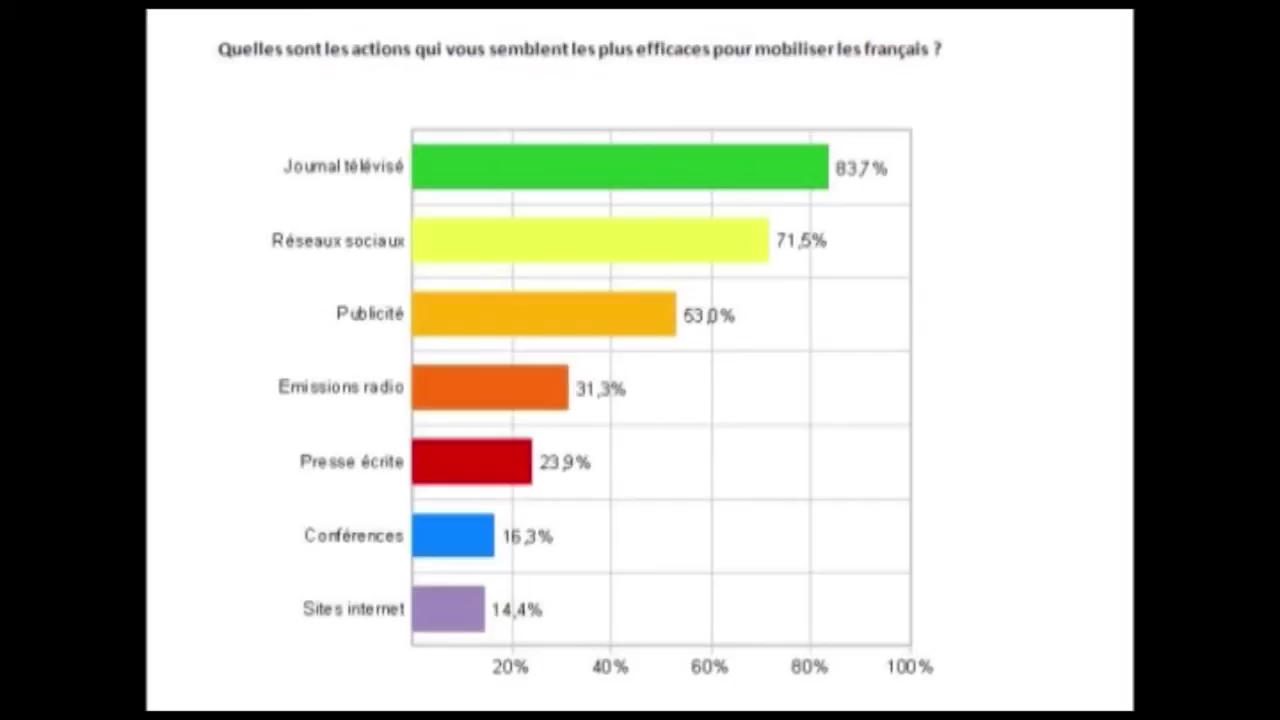 Quelles sont les actions qui vous semblent les plus efficaces pour mobiliser les français ?
Journal télévisé 83,7%
Réseaux sociaux 71,5%
Publicité 53,0%
Emissions radio 31,3%
Presse écrite 23,9%
Conférences 16,3%
Sites internet 14,4%
20% 40% 60% 80% 100%